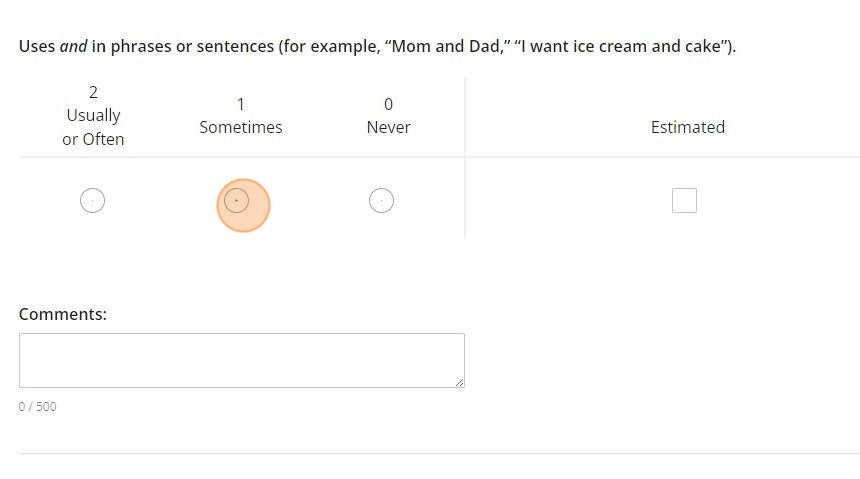 Uses and in phrases or sentences (for example, “Mom and Dad,” “I want ice cream and cake”).
2
Usually
or Often
1
Sometimes
0
Never
Estimated
Comments:
0 / 500